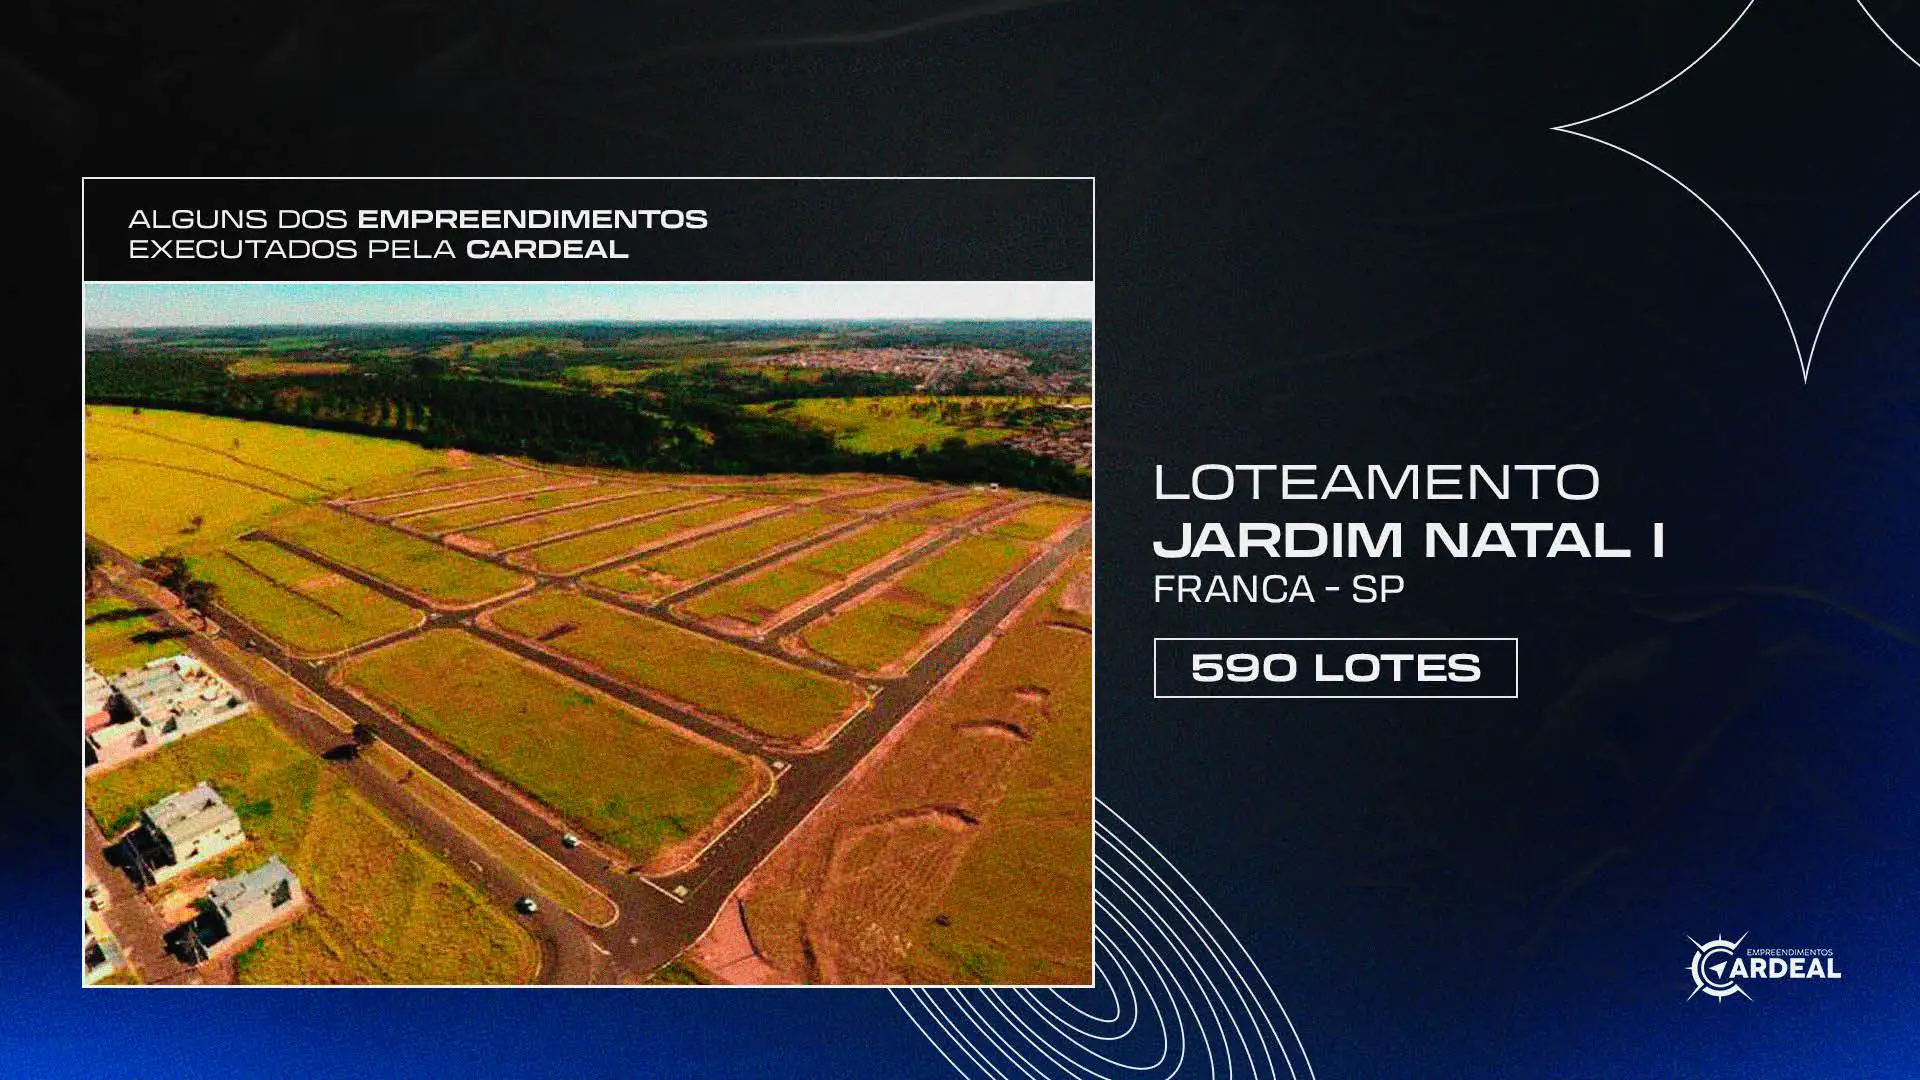 ALGUNS DOS EMPREENDIMENTOS
EXECUTADOS PELA CARDEAL
LOTEAMENTO
JARDIM NATAL I
FRANCA - SP
590 LOTES
EMPREENDIMENTOS
CARDEAL